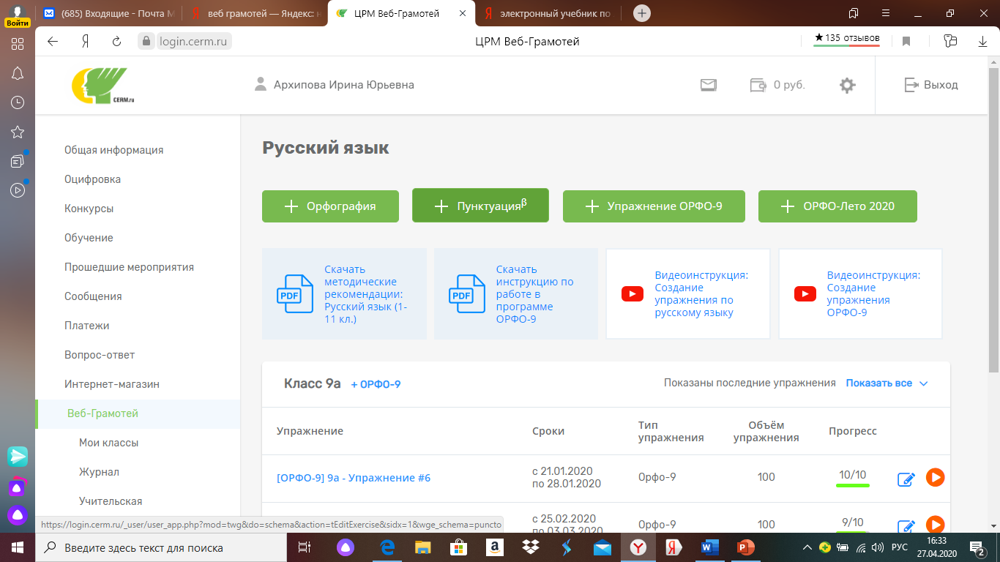 Войти
(685) Входящие - Почта M
Я веб грамотей — Яндекс: н
ЦРМ Веб-Грамотей
Я электронный учебник по
Я
login.cerm.ru
ЦРМ Веб-Грамотей
★135 отзывов
CERM.ru
Архипова Ирина Юрьевна
0 руб.
Выход
Общая информация
Оцифровка
Конкурсы
Обучение
Прошедшие мероприятия
Сообщения
Платежи
Вопрос-ответ
Интернет-магазин
Веб-Грамотей
Мои классы
Журнал
Учительская
Русский язык
Орфография
Пунктуацияβ
Упражнение ОРФО-9
ОРФО-Лето 2020
PDF
Скачать
методические
рекомендации:
Русский язык (1-
11 кл.)
PDF
Скачать
инструкцию по
работе в
программе
ОРФО-9
Видеоинструкция:
Создание
упражнения по
русскому языку
Видеоинструкция:
Создание
упражнения
ОРФО-9
Класс 9а + ОРФО-9
Показаны последние упражнения Показать все
Упражнение
Сроки
Тип
упражнения
Объём
упражнения
Прогресс
[ОРФО-9] 9а - Упражнение #6
с 21.01.2020
по 28.01.2020
Орфо-9
100
10/10
с 25.02.2020
по 03.03.2020
Орфо-9
100
9/10
https://login.cerm.ru/_user/user_app.php?mod=twg&do=schema&action=tEditExercise&sidx=1&wge_schema=puncto
Введите здесь текст для поиска
РУС
16:33
27.04.2020
2